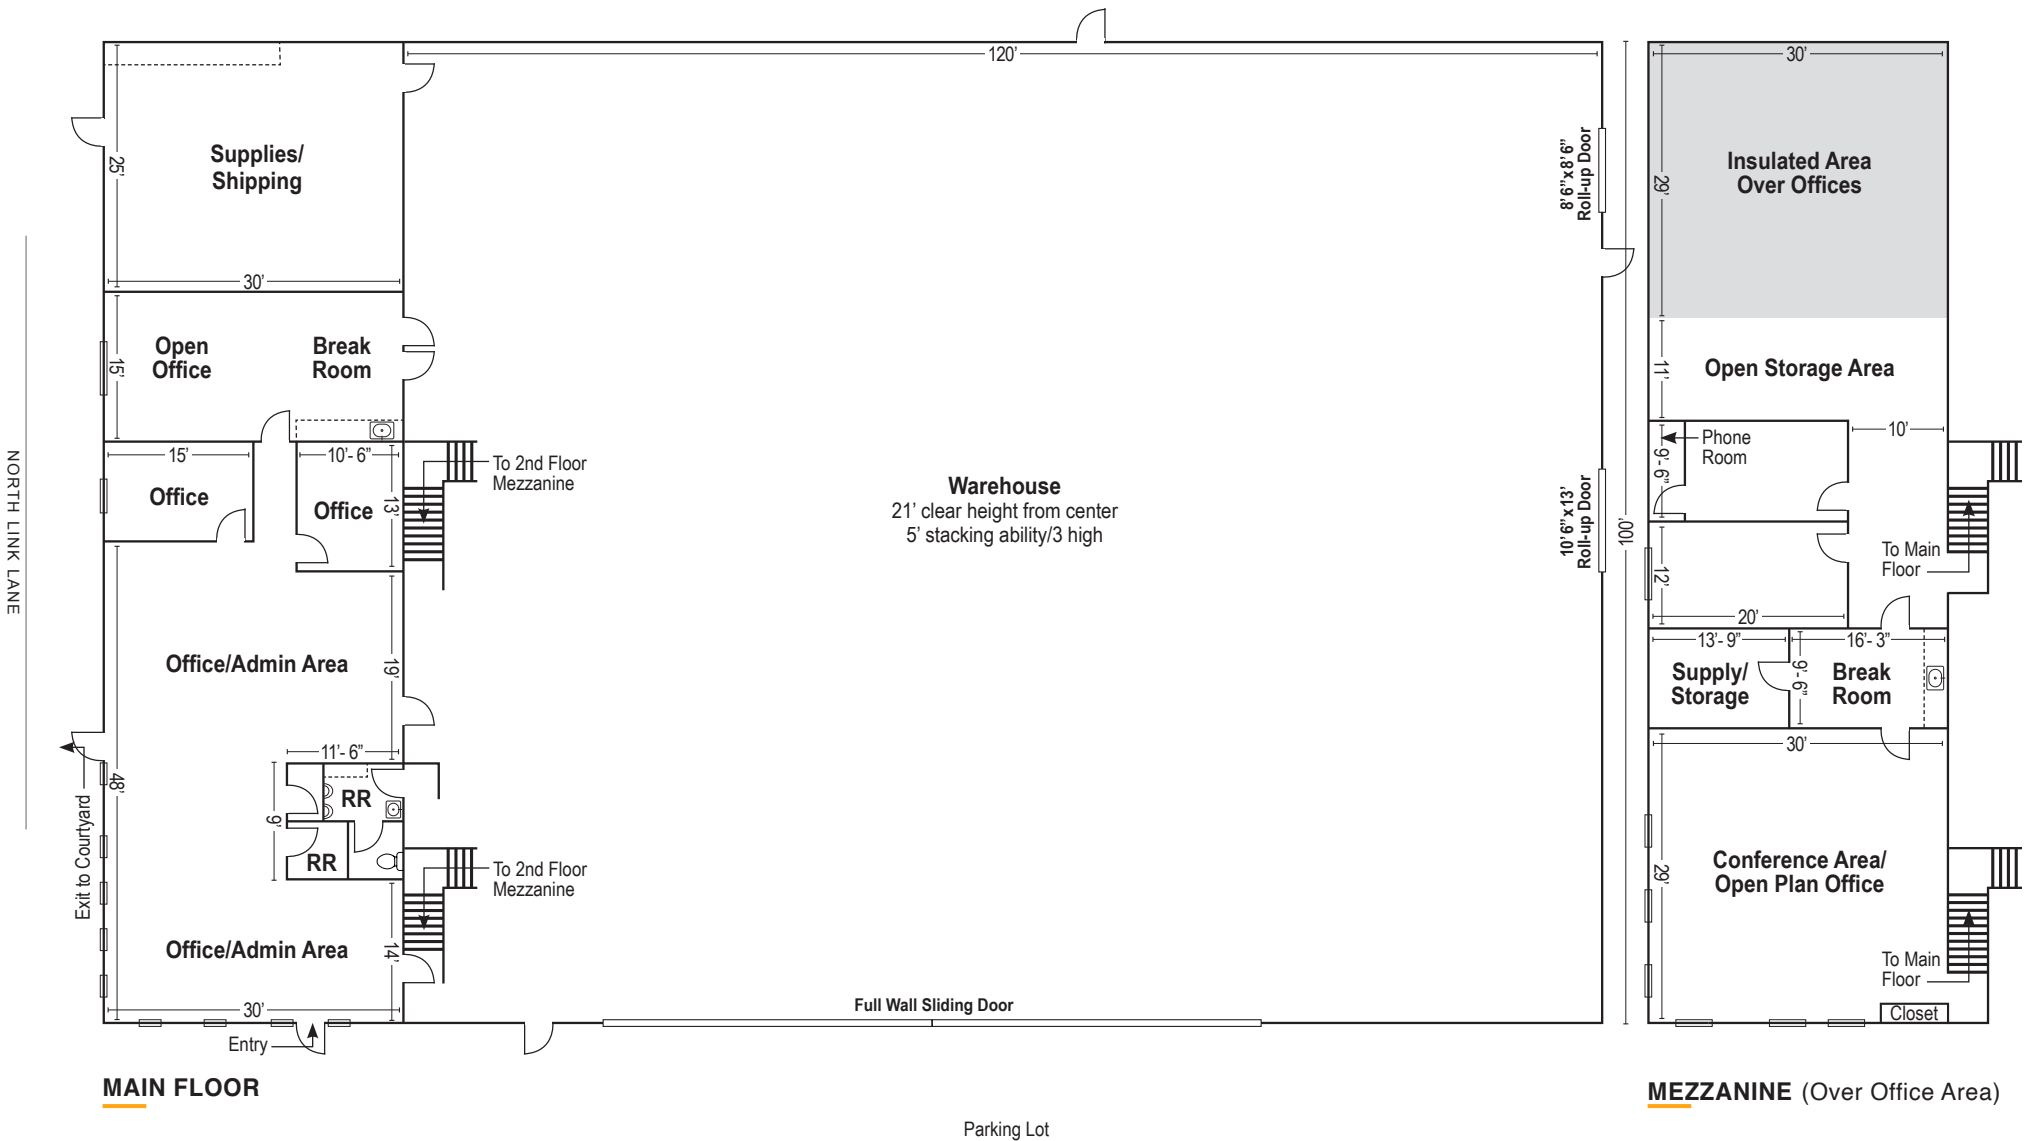 120’
30’
25’
Supplies/
Shipping
30’
8’ 6” x 8’ 6”
Roll-up Door
Insulated Area
Over Offices
29’
Open
Office
Break
Room
15’
11’
Open Storage Area
15’
10’- 6”
Office
Office
13’
To 2nd Floor
Mezzanine
NORTH LINK LANE
Warehouse
21’ clear height from center
5’ stacking ability/3 high
10’ 6” x 13’
Roll-up Door
100’
Phone
Room
9’- 6”
10’
To Main
Floor
12’
20’
Office/Admin Area
19’
13’- 9”
16’- 3”
Supply/
Storage
9’- 6”
Break
Room
11’- 6”
30’
48’
RR
9’
RR
Exit to Courtyard
To 2nd Floor
Mezzanine
Conference Area/
Open Plan Office
29’
Office/Admin Area
14’
To Main
Floor
30’
Full Wall Sliding Door
Closet
Entry
MAIN FLOOR
MEZZANINE (Over Office Area)
Parking Lot